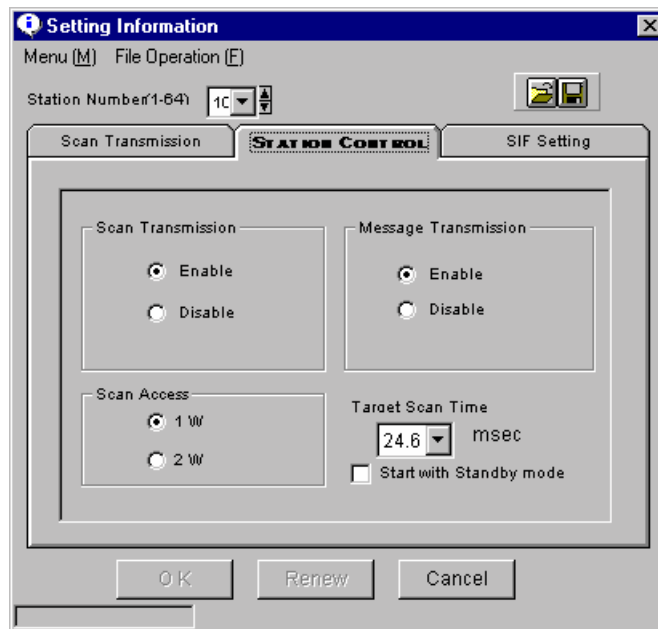 Setting Information
Menu (M) File Operation (F)
Station Number(1-64) 10
Scan Transmission STATION CONTROL SIF Setting
Scan Transmission Message Transmission
Enable Enable
Disable Disable
Scan Access
1 W
2 W
Target Scan Time
24.6 msec
Start with Standby mode
OK Renew Cancel